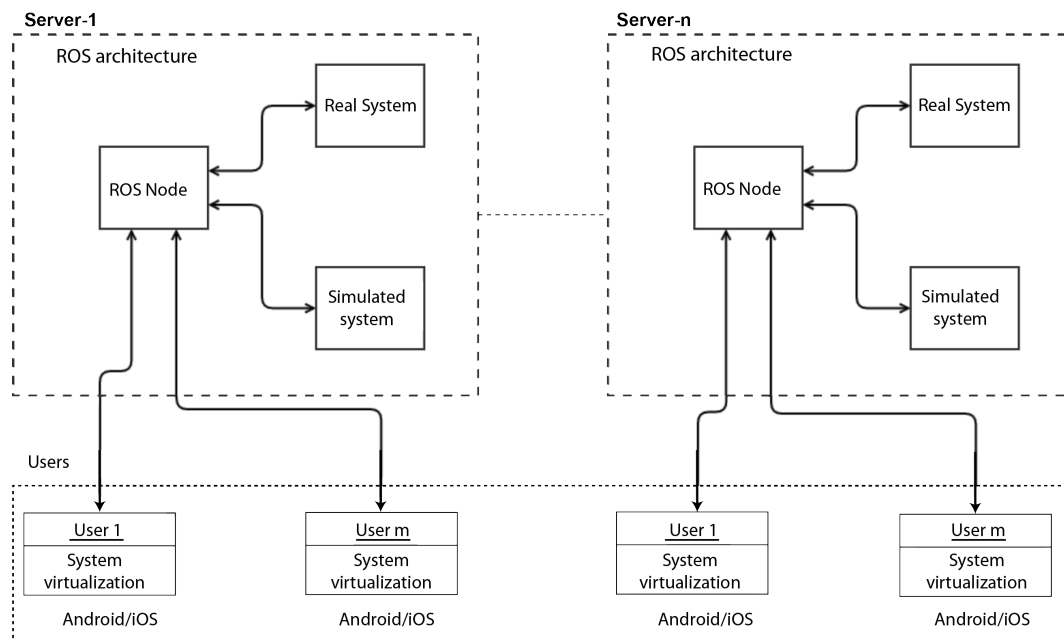 Server-1
ROS architecture
Real System
ROS Node
Simulated
system
Server-n
ROS architecture
Real System
ROS Node
Simulated
system
Users
User 1
System
virtualization
Android/iOS
User m
System
virtualization
Android/iOS
User 1
System
virtualization
Android/iOS
User m
System
virtualization
Android/iOS